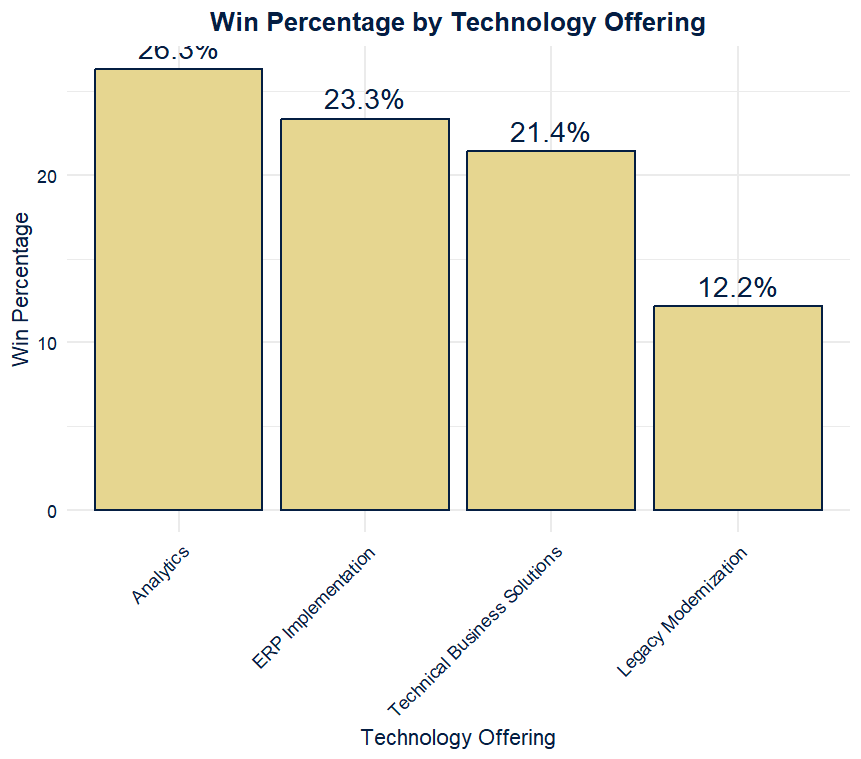 Win Percentage by Technology Offering
26.3%
23.3%
21.4%
12.2%
20
10
0
Win Percentage
Analytics
ERP Implementation
Technical Business Solutions
Legacy Modernization
Technology Offering